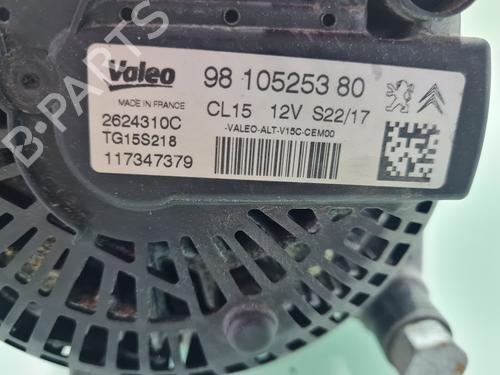 B-PARTS
Valeo
98 105253 80
MADE IN FRANCE
CL15 12V S22/17
2624310C
-VALEO-ALT-V15C-CEM00
TG15S218
117347379